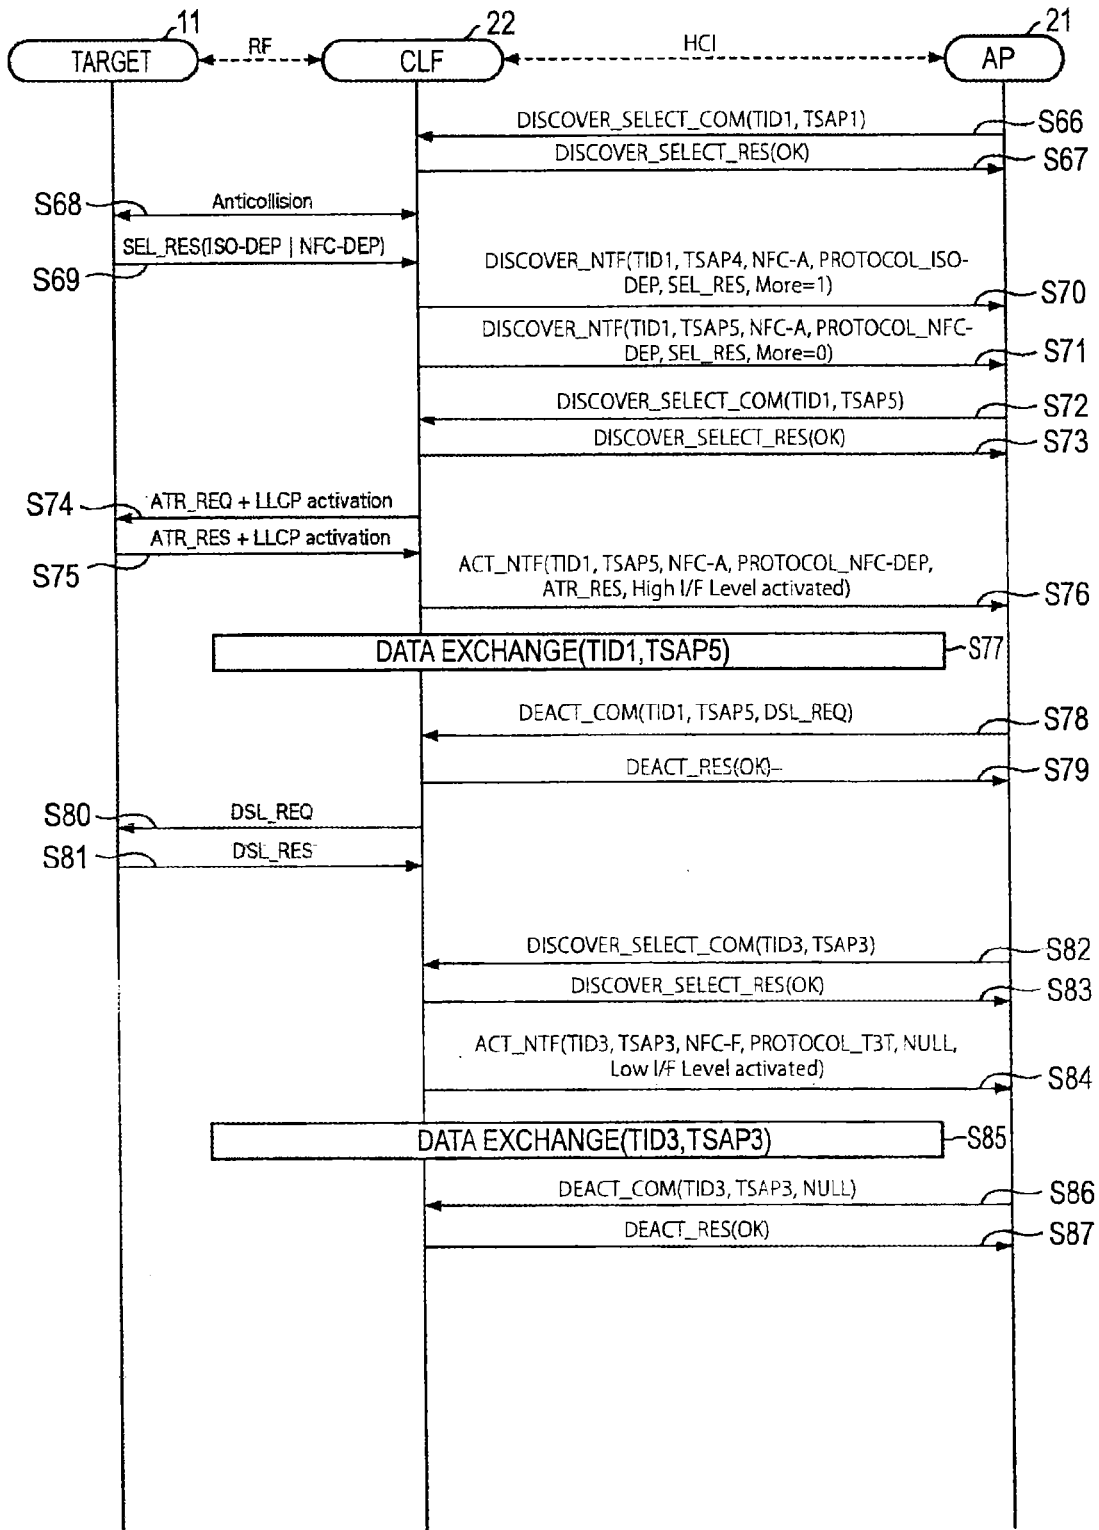 11
22
21
TARGET
RF
CLF
HCI
AP
DISCOVER_SELECT_COM(TID1, TSAP1)
S66
DISCOVER_SELECT_RES(OK)
S67
S68
Anticollision
SEL_RES(ISO-DEP | NFC-DEP)
S69
DISCOVER_NTF(TID1, TSAP4, NFC-A, PROTOCOL_ISO-
DEP, SEL_RES, More=1)
S70
DISCOVER_NTF(TID1, TSAP5, NFC-A, PROTOCOL_NFC-
DEP, SEL_RES, More=0)
S71
DISCOVER_SELECT_COM(TID1, TSAP5)
S72
DISCOVER_SELECT_RES(OK)
S73
S74
ATR_REQ + LLCP activation
ATR_RES + LLCP activation
S75
ACT_NTF(TID1, TSAP5, NFC-A, PROTOCOL_NFC-DEP,
ATR_RES, High I/F Level activated)
S76
DATA EXCHANGE(TID1,TSAP5)
S77
DEACT_COM(TID1, TSAP5, DSL_REQ)
S78
DEACT_RES(OK)
S79
S80
DSL_REQ
S81
DSL_RES
DISCOVER_SELECT_COM(TID3, TSAP3)
S82
DISCOVER_SELECT_RES(OK)
S83
ACT_NTF(TID3, TSAP3, NFC-F, PROTOCOL_T3T, NULL,
Low I/F Level activated)
S84
DATA EXCHANGE(TID3,TSAP3)
S85
DEACT_COM(TID3, TSAP3, NULL)
S86
DEACT_RES(OK)
S87